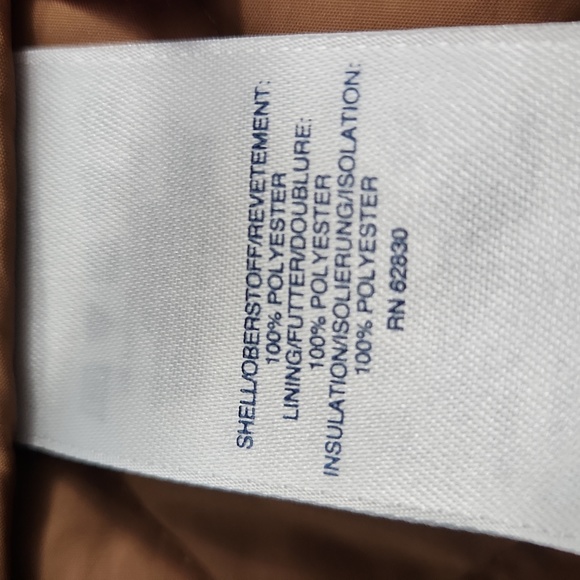 SHELL/OBERSTOFF/REVETEMENT:
100% POLYESTER
LINING/FUTTER/DOUBLURE:
100% POLYESTER
INSULATION/ISOLIERUNG/ISOLATION:
100% POLYESTER
RN 62830